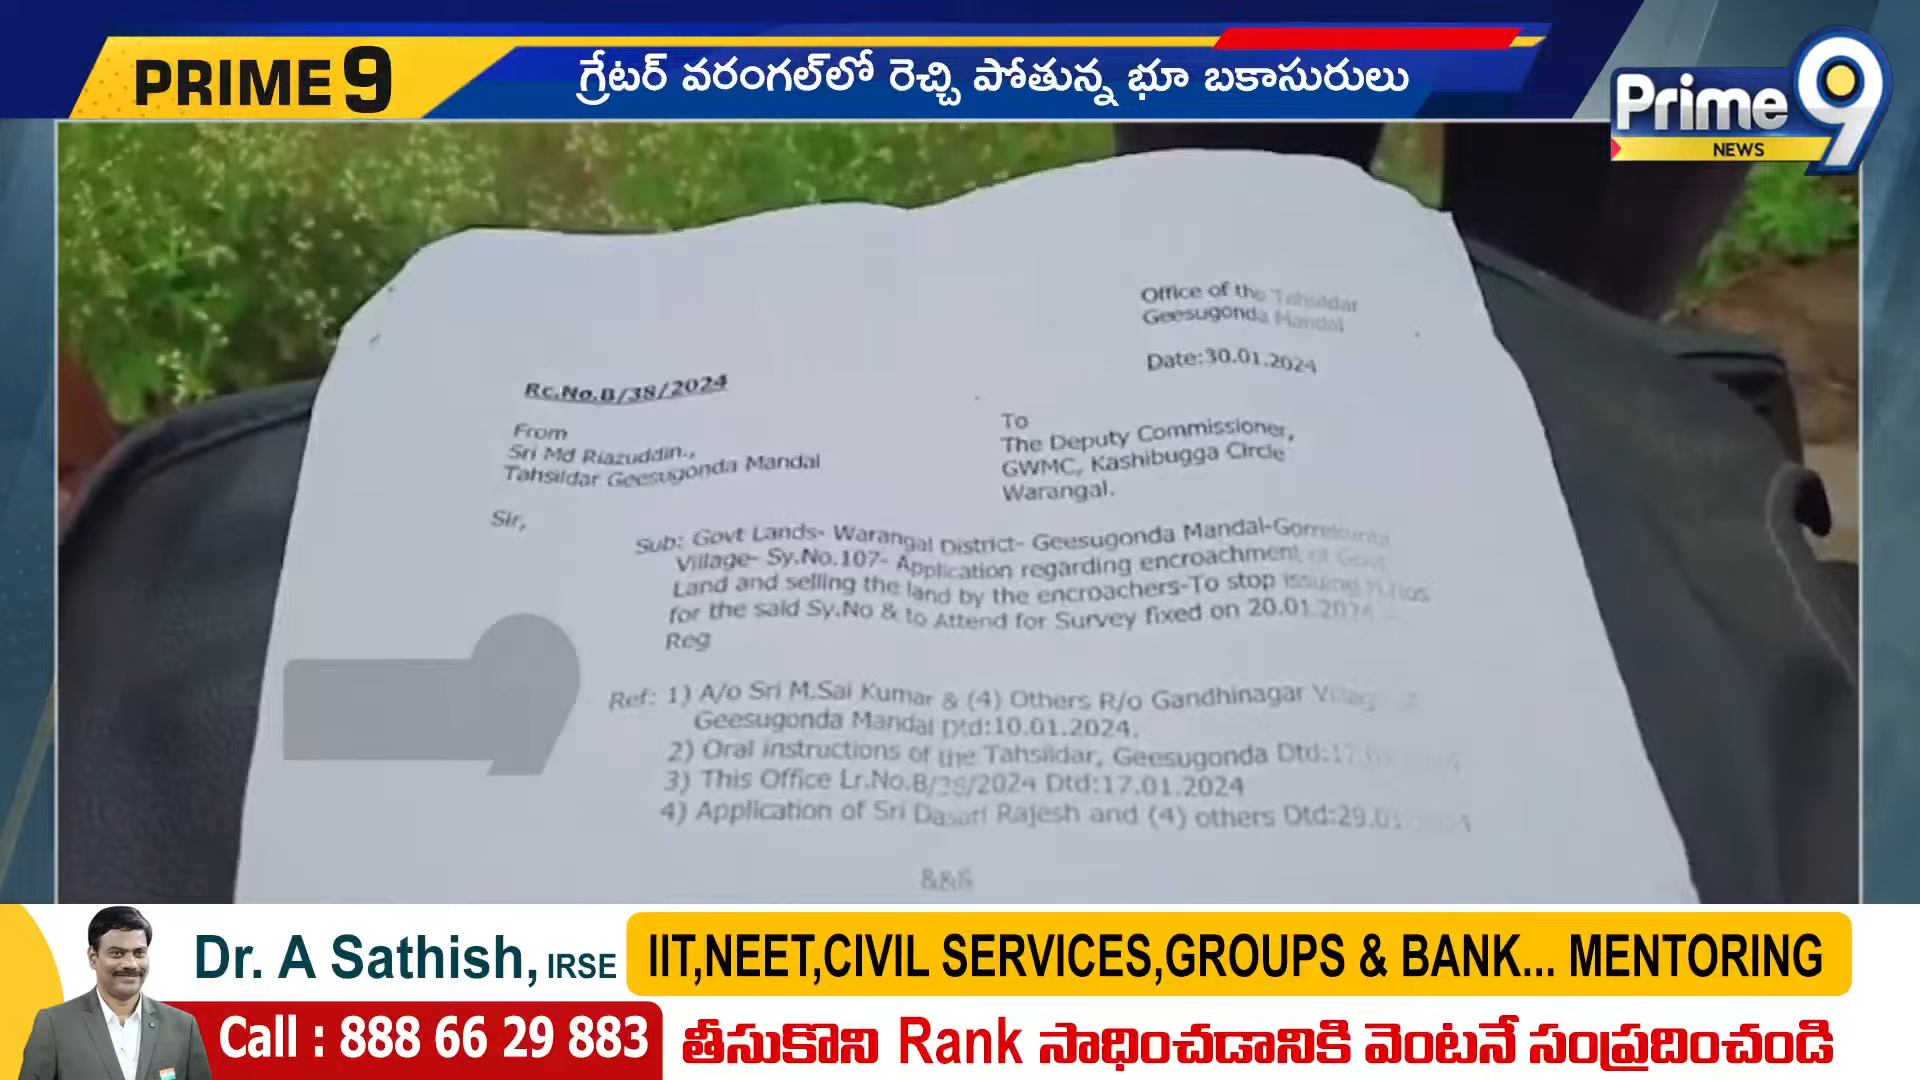 PRIME 9
గ్రేటర్ వరంగల్‌లో రెచ్చి పోతున్న భూ బకాసురులు
Prime 9
NEWS
Office of the Tahsildar
Geesugonda Mandal
Date:30.01.2024
Rc.No.B/38/2024
From
Sri Md Riazuddin.,
Tahsildar Geesugonda Mandal
To
The Deputy Commissioner,
GWMC, Kashibugga Circle
Warangal.
Sir,
Sub: Govt Lands- Warangal District- Geesugonda Mandal-
Village- Sy.No.107- Application regarding encroachment of Govt
Land and selling the land by the encroachers-To stop issuing H.Nos
for the said Sy.No & to Attend for Survey fixed on 20.01.2024 –
Reg
Ref: 1) A/o Sri M.Sai Kumar & (4) Others R/o Gandhinagar Village of
Geesugonda Mandal Dtd:10.01.2024.
2) Oral instructions of the Tahsildar, Geesugonda
3) This Office Lr.No.B/38/2024 Dtd:17.01.2024
4) Application of Sri Dasari Rajesh and (4) others
&&&
Dr. A Sathish, IRSE
IIT,NEET,CIVIL SERVICES,GROUPS & BANK... MENTORING
Call : 888 66 29 883
తీసుకొని Rank సాధించడానికి వెంటనే సంప్రదించండి